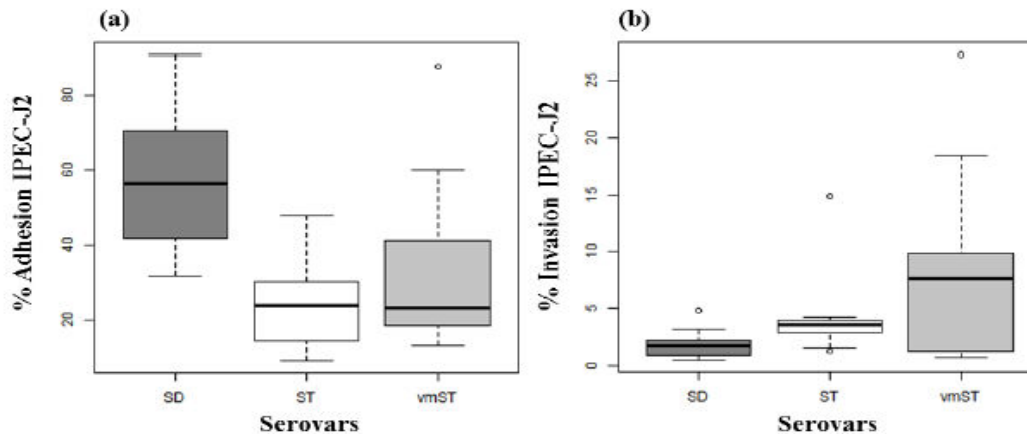 (a)
% Adhesion IPEC-J2
80
60
40
20
SD
ST
vmST
Serovars
(b)
% Invasion IPEC-J2
25
20
15
10
5
0
SD
ST
vmST
Serovars